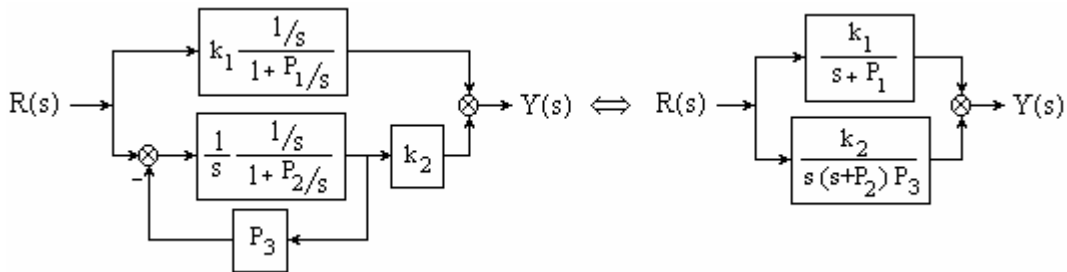 R(s)
k₁ 1/s / 1 + P₁/s
1/s 1/s / 1 + P₂/s
-
k₂
P₃
Y(s)
⇔
R(s)
k₁ / s + P₁
k₂ / s (s+P₂) P₃
Y(s)